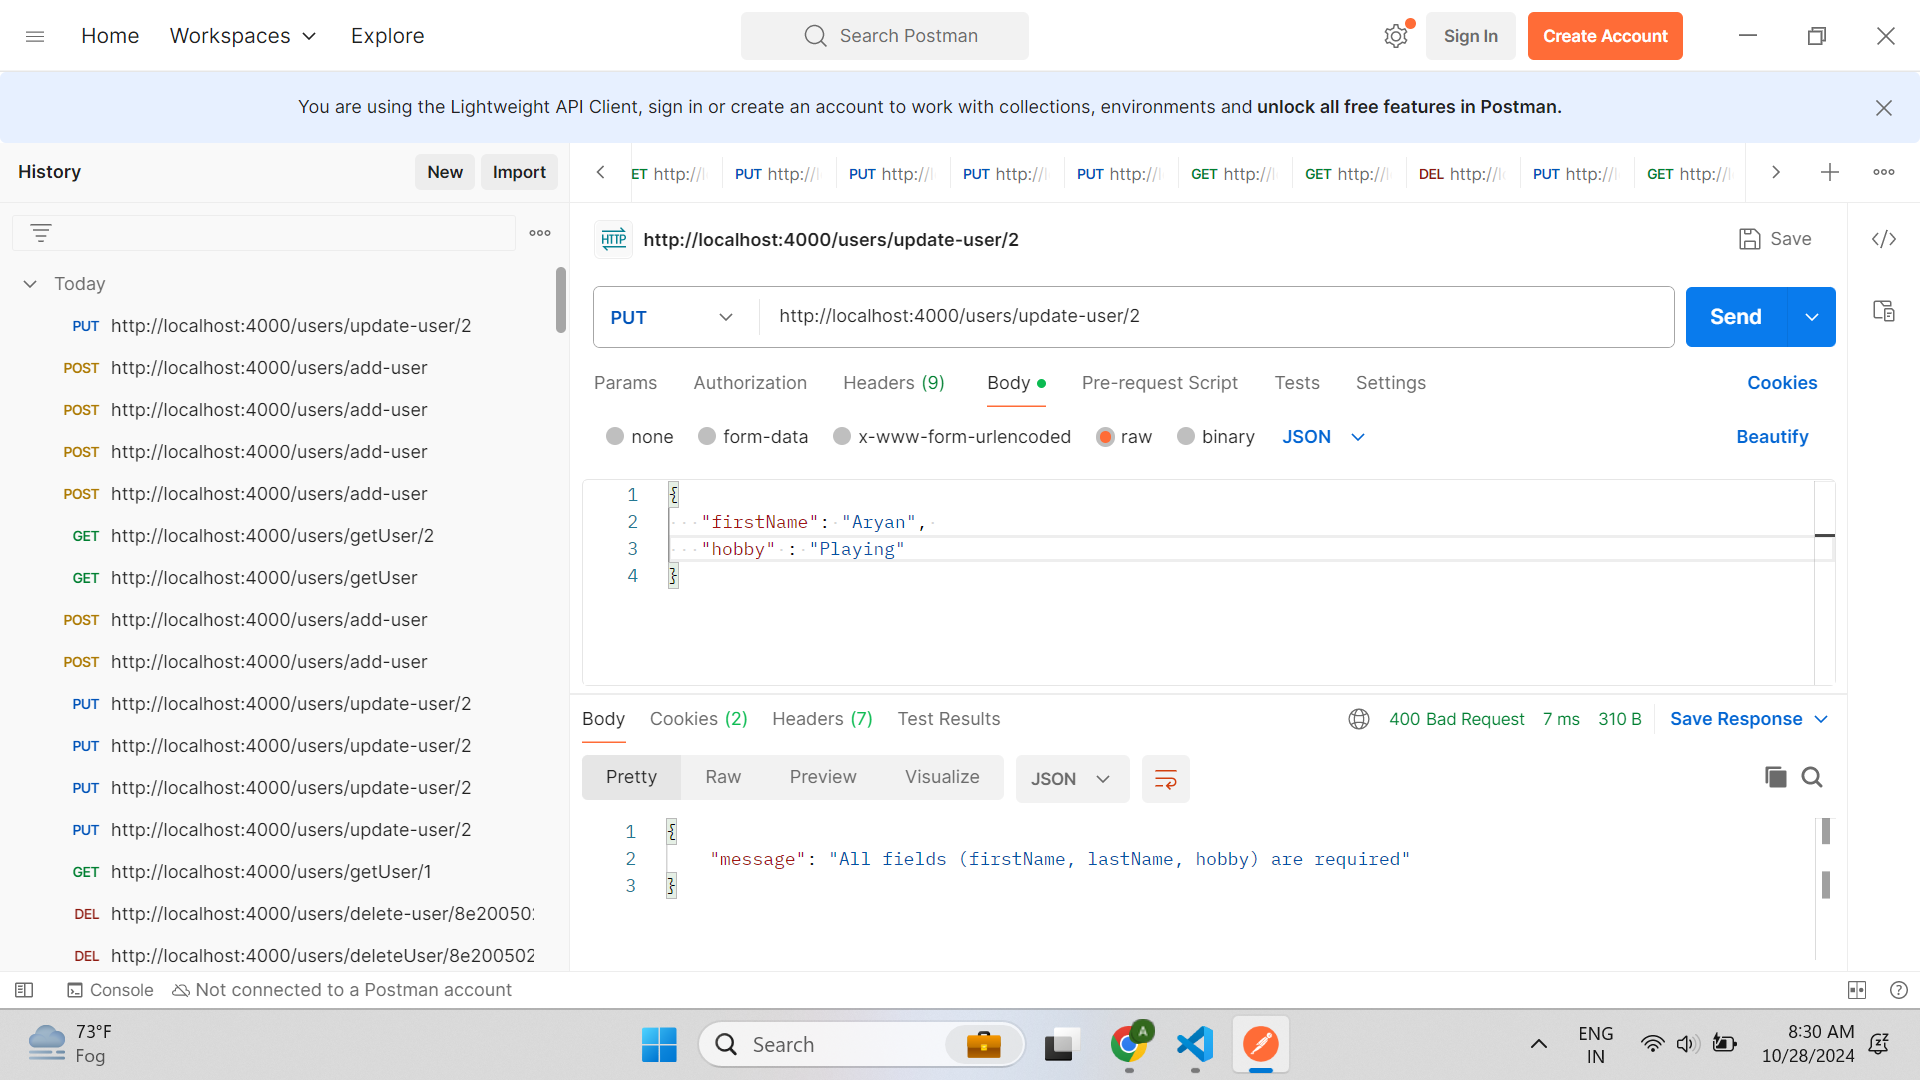 Home Workspaces Explore Search Postman Sign In Create Account
You are using the Lightweight API Client, sign in or create an account to work with collections, environments and unlock all free features in Postman.
History New Import
ET http://l PUT http://l PUT http://l PUT http://l PUT http://l GET http://l GET http://l DEL http://l PUT http://l GET http://l
HTTP http://localhost:4000/users/update-user/2 Save
Today
PUT http://localhost:4000/users/update-user/2
POST http://localhost:4000/users/add-user
POST http://localhost:4000/users/add-user
POST http://localhost:4000/users/add-user
POST http://localhost:4000/users/add-user
GET http://localhost:4000/users/getUser/2
GET http://localhost:4000/users/getUser
POST http://localhost:4000/users/add-user
POST http://localhost:4000/users/add-user
PUT http://localhost:4000/users/update-user/2
PUT http://localhost:4000/users/update-user/2
PUT http://localhost:4000/users/update-user/2
PUT http://localhost:4000/users/update-user/2
GET http://localhost:4000/users/getUser/1
DEL http://localhost:4000/users/delete-user/8e20050
DEL http://localhost:4000/users/deleteUser/8e200502
PUT http://localhost:4000/users/update-user/2 Send
Params Authorization Headers (9) Body Pre-request Script Tests Settings Cookies
none form-data x-www-form-urlencoded raw binary JSON Beautify
1 {
2 "firstName": "Aryan",
3 "hobby" : "Playing"
4 }
Body Cookies (2) Headers (7) Test Results 400 Bad Request 7 ms 310 B Save Response
Pretty Raw Preview Visualize JSON
1 {
2 "message": "All fields (firstName, lastName, hobby) are required"
3 }
Console Not connected to a Postman account
73°F
Fog
Search
A
ENG
IN
8:30 AM
10/28/2024